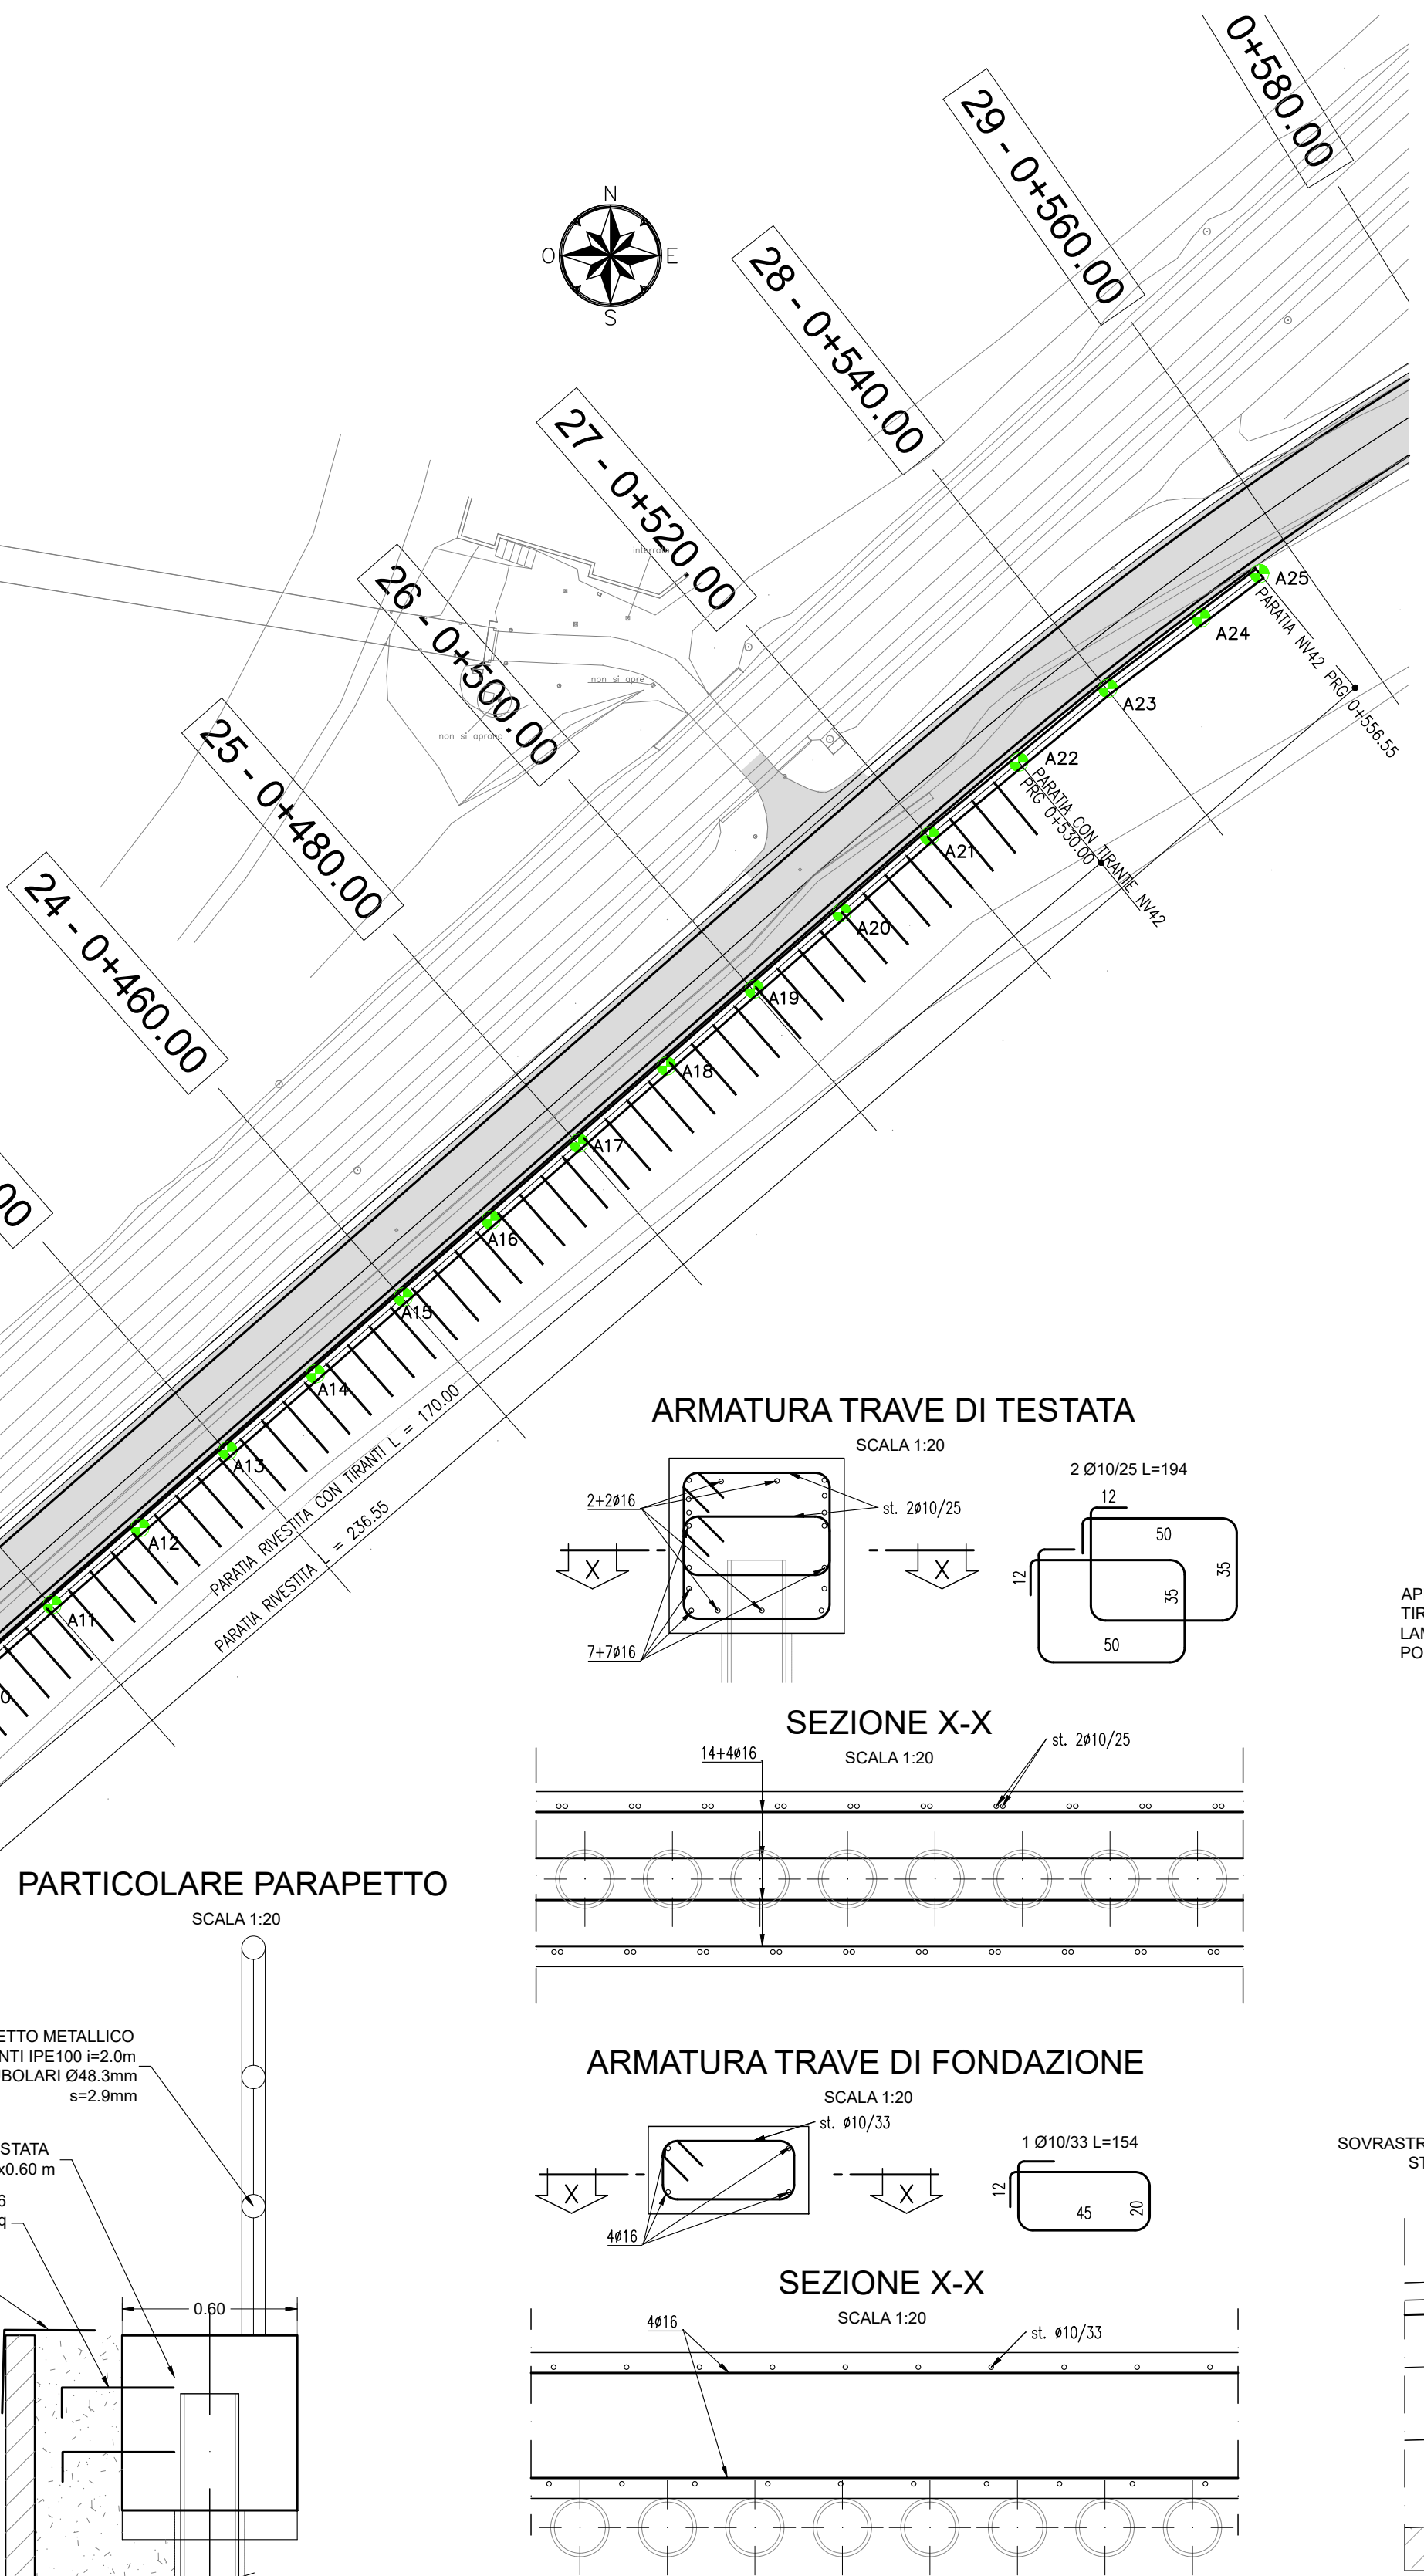 0+580.00
29 - 0+560.00
N
O
E
S
28 - 0+540.00
27 - 0+520.00
interrato
26 - 0+500.00
non si apre
non si aprono
25 - 0+480.00
24 - 0+460.00
00
A25
A24
A23
A22
A21
A20
A19
A18
A17
A16
A15
A14
A13
A12
A11
0
PARATIA NV42 PRG 0+556.55
PARATIA CON TIRANTE NV42
PRG 0+530.00
PARATIA RIVESTITA CON TIRANTI L = 170.00
PARATIA RIVESTITA L = 236.55
ARMATURA TRAVE DI TESTATA
SCALA 1:20
2+2ø16
st. 2ø10/25
X
X
7+7ø16
2 Ø10/25 L=194
12
50
35
12
35
50
AP
TIR
LAM
PO
SEZIONE X-X
SCALA 1:20
14+4ø16
st. 2ø10/25
PARTICOLARE PARAPETTO
SCALA 1:20
ETTO METALLICO
NTI IPE100 i=2.0m
BOLARI Ø48.3mm
s=2.9mm
STATA
x0.60 m
6
q
0.60
ARMATURA TRAVE DI FONDAZIONE
SCALA 1:20
st. ø10/33
X
X
4ø16
1 Ø10/33 L=154
12
45
20
SOVRASTR
ST
SEZIONE X-X
SCALA 1:20
4ø16
st. ø10/33